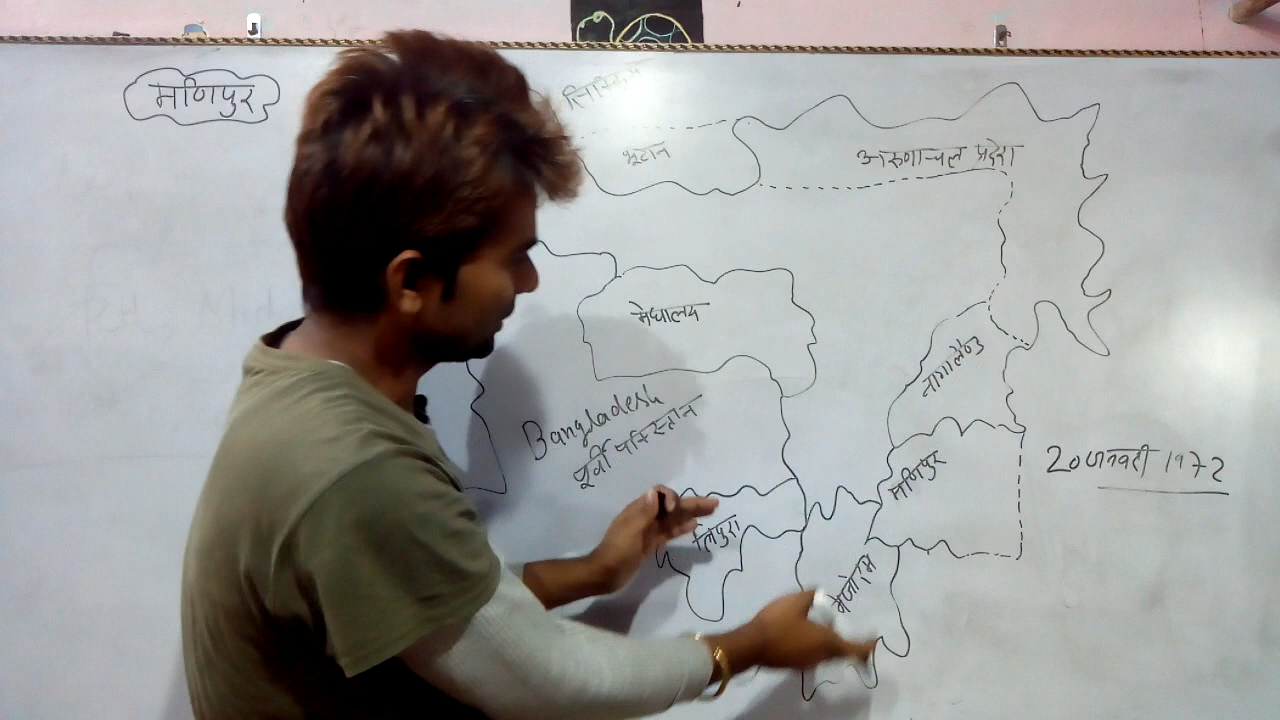 मणिपुर
सिक्किम
भूटान
अरुणाचल प्रदेश
मेघालय
नागालैण्ड
Bangladesh
पूर्वी पाकिस्तान
मणिपुर
20 जनवरी 1972
त्रिपुरा
मिजोरम